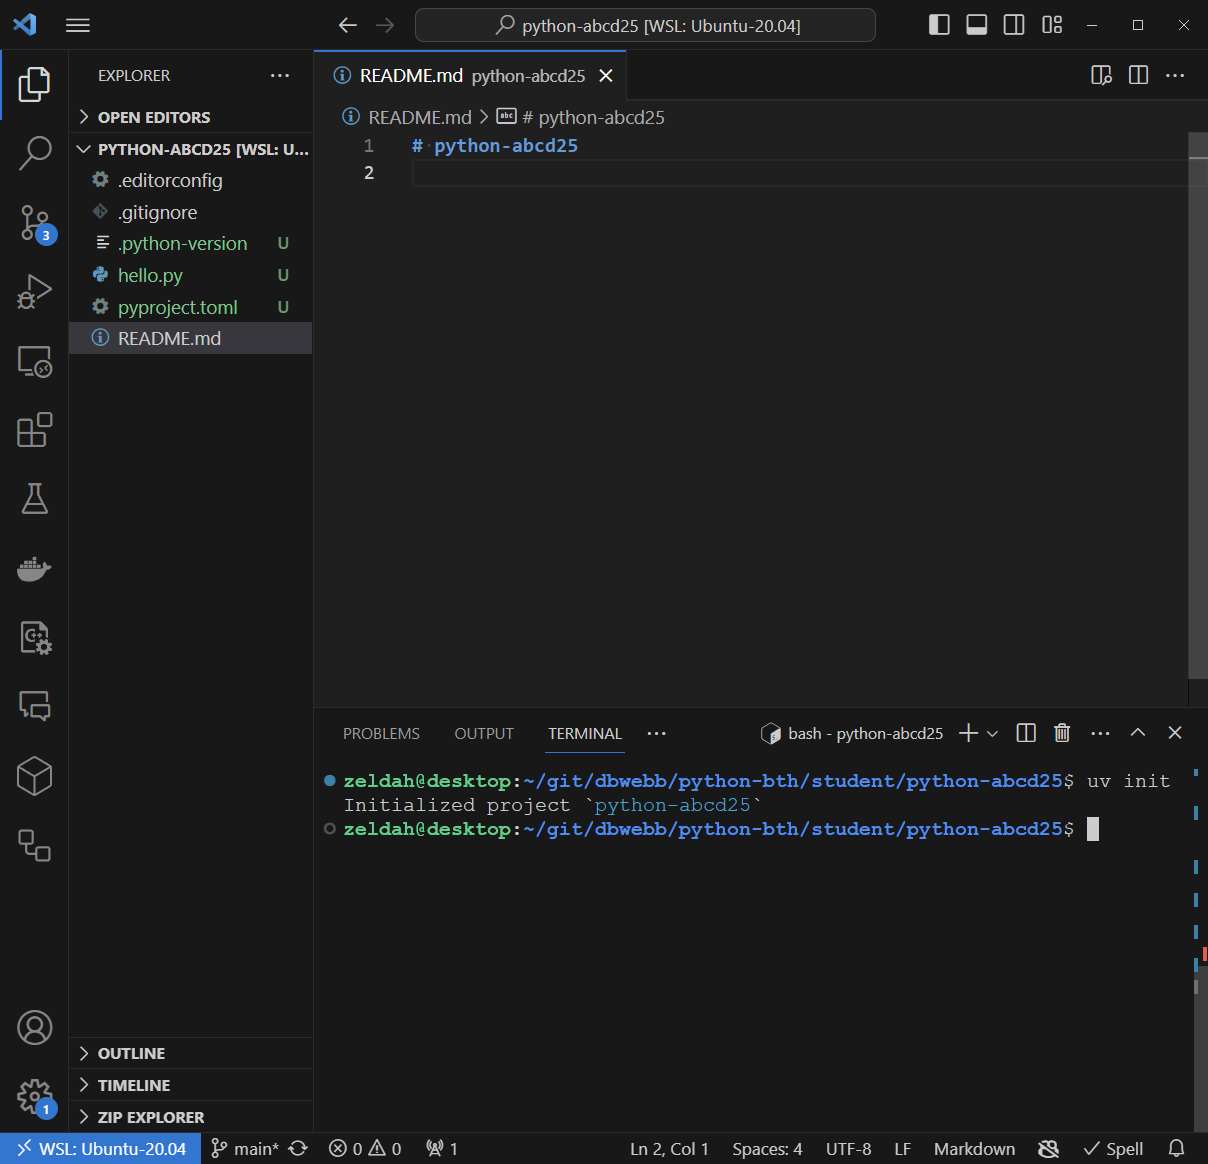 python-abcd25 [WSL: Ubuntu-20.04]
EXPLORER
OPEN EDITORS
PYTHON-ABCD25 [WSL: U...
.editorconfig
.gitignore
.python-version U
hello.py U
pyproject.toml U
README.md
OUTLINE
TIMELINE
ZIP EXPLORER
3
1
README.md python-abcd25
README.md > abc # python-abcd25
1 # python-abcd25
2
PROBLEMS OUTPUT TERMINAL bash - python-abcd25
zeldah@desktop:~/git/dbwebb/python-bth/student/python-abcd25$ uv init
Initialized project `python-abcd25`
zeldah@desktop:~/git/dbwebb/python-bth/student/python-abcd25$
WSL: Ubuntu-20.04 main* 0 0 1 Ln 2, Col 1 Spaces: 4 UTF-8 LF Markdown Spell